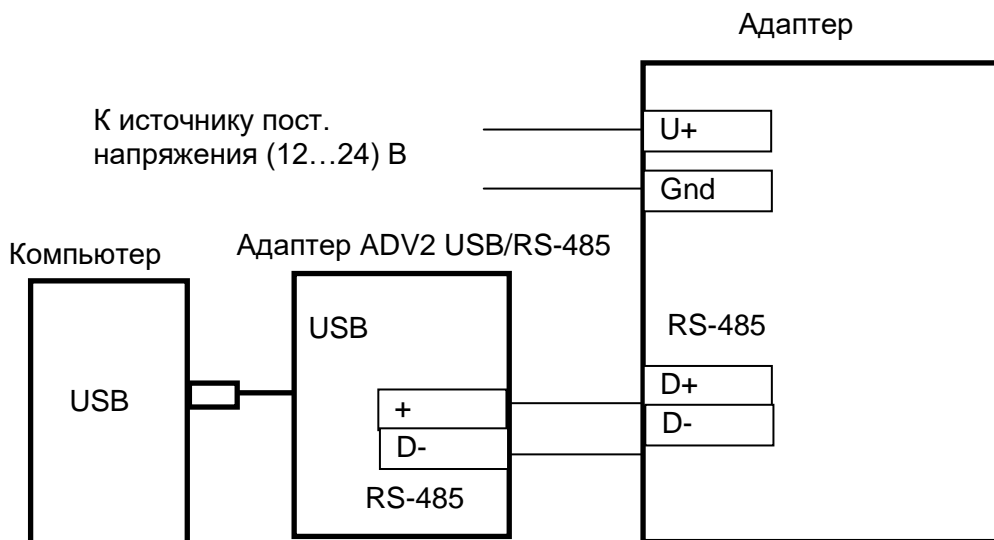 Адаптер
К источнику пост.
напряжения (12…24) В
U+
Gnd
Компьютер
Адаптер ADV2 USB/RS-485
USB
RS-485
USB
D+
+
D-
D-
RS-485